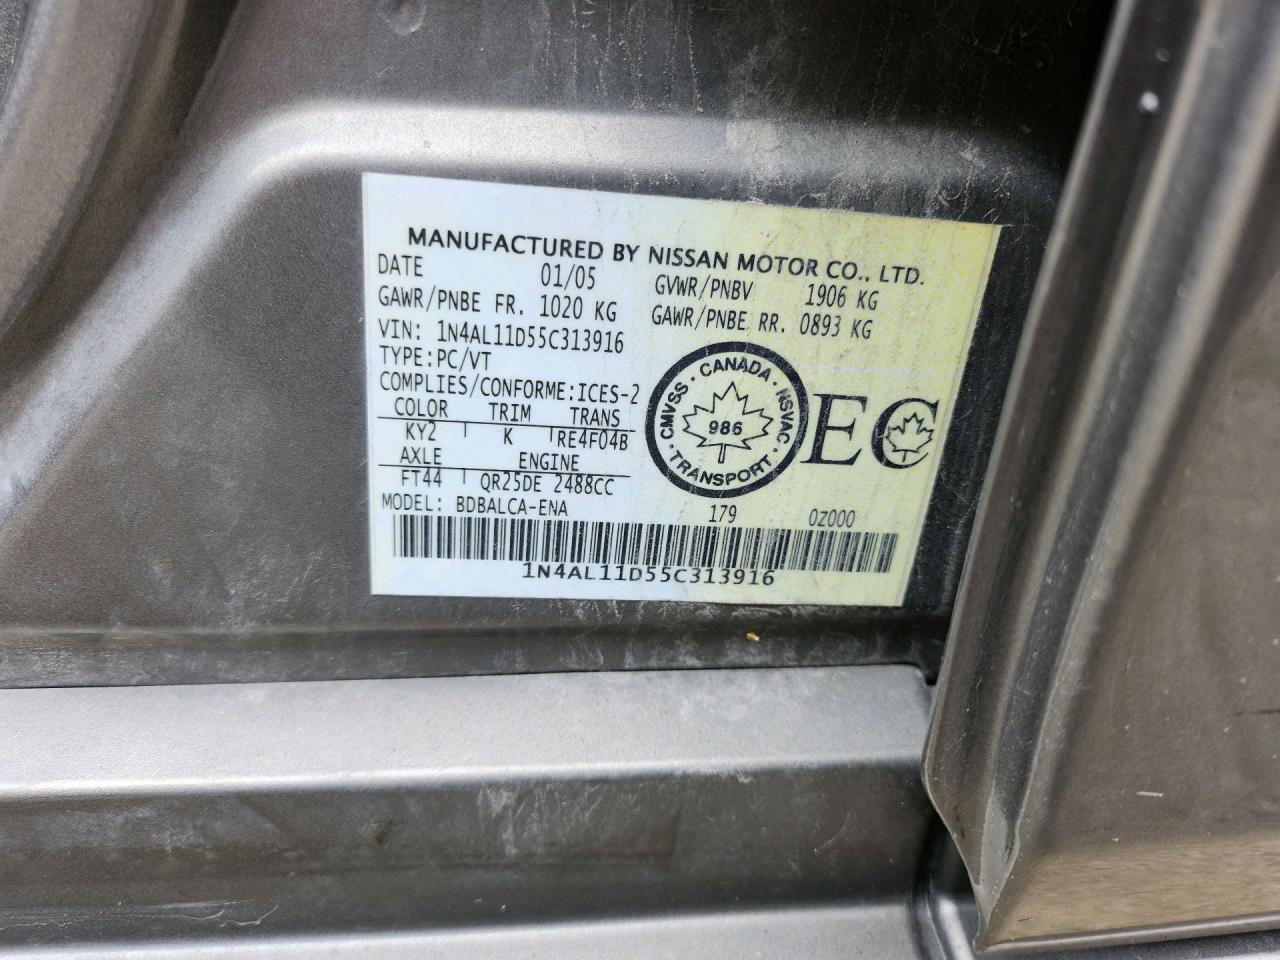 MANUFACTURED BY NISSAN MOTOR CO., LTD.
DATE 01/05 GVWR/PNBV 1906 KG
GAWR/PNBE FR. 1020 KG GAWR/PNBE RR. 0893 KG
VIN: 1N4AL11D55C313916
TYPE:PC/VT
COMPLIES/CONFORME:ICES-2
COLOR TRIM TRANS
KY2 K RE4F04B
AXLE ENGINE
FT44 QR25DE 2488CC
MODEL: BDBALCA-ENA 179 0Z000
CMVSS · CANADA · NSVAC · TRANSPORT ·
986
EC
1N4AL11D55C313916